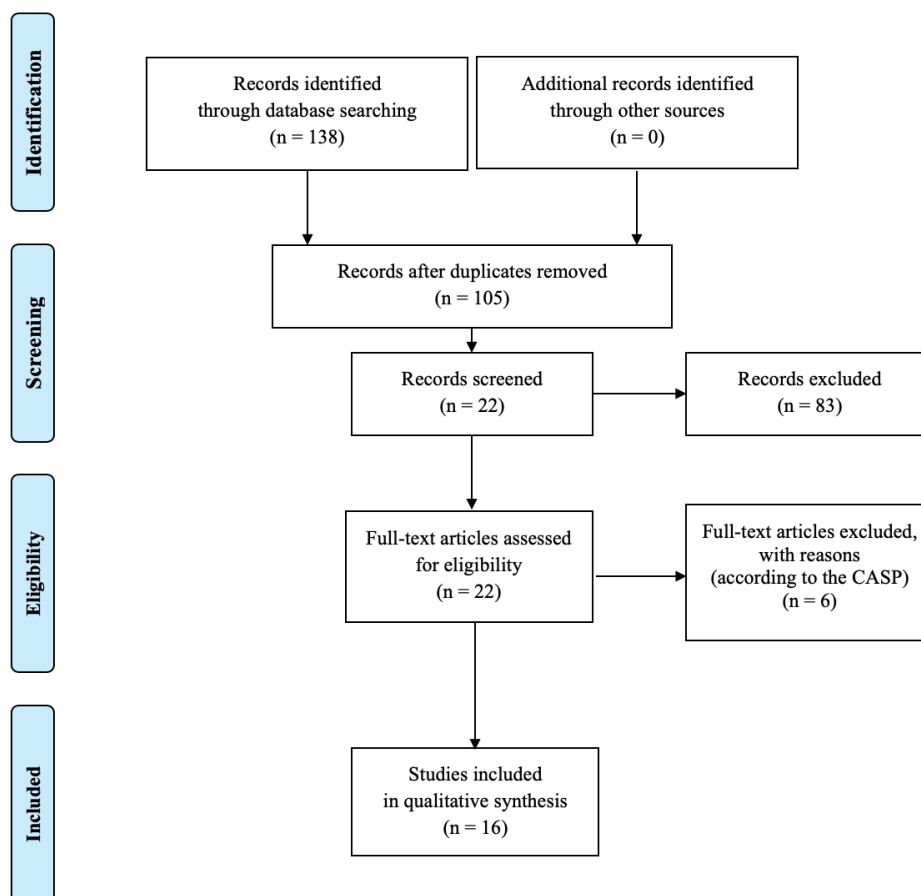 Identification
Records identified
through database searching
(n = 138)
Additional records identified
through other sources
(n = 0)
Screening
Records after duplicates removed
(n = 105)
Records screened
(n = 22)
Records excluded
(n = 83)
Eligibility
Full-text articles assessed
for eligibility
(n = 22)
Full-text articles excluded,
with reasons
(according to the CASP)
(n = 6)
Included
Studies included
in qualitative synthesis
(n = 16)